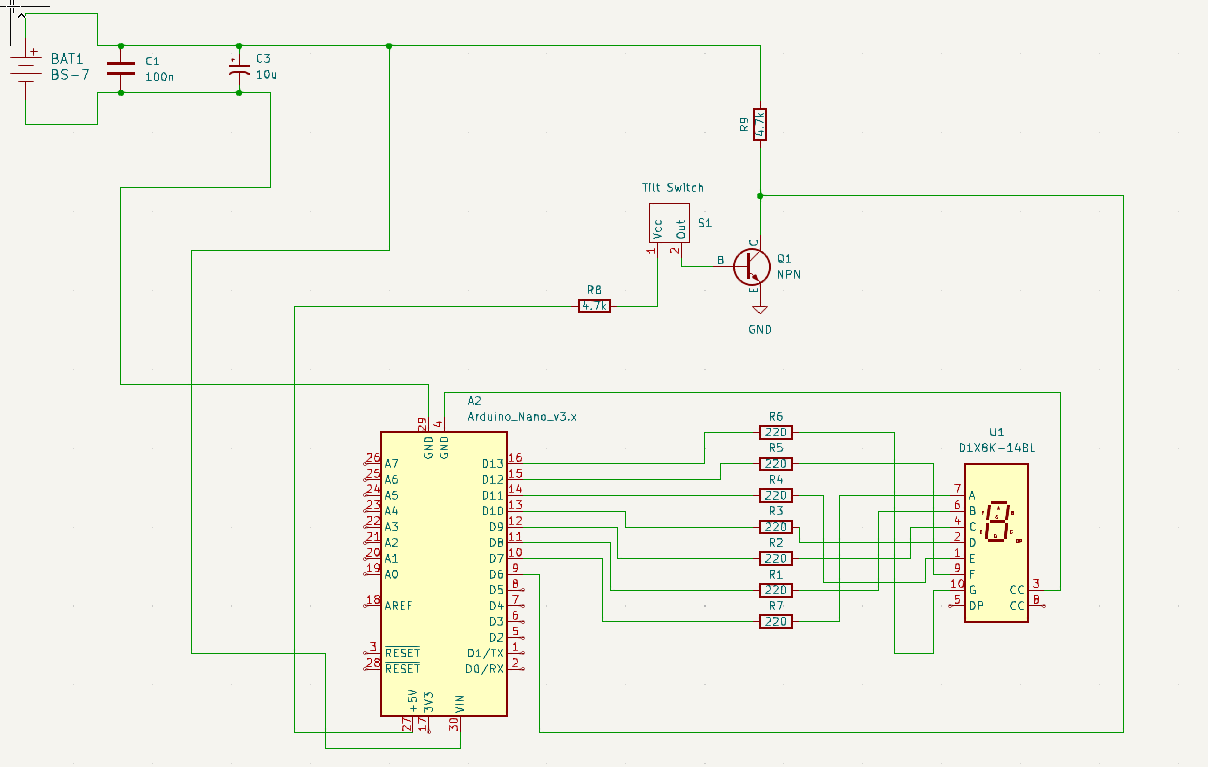 +
BAT1
BS-7
C1
100n
C3
10u
R9
4.7k
Tilt Switch
Vcc
Out
S1
1
2
C
B
E
Q1
NPN
GND
R8
4.7k
A2
Arduino_Nano_v3.x
29
4
GND
GND
26 A7
25 A6
24 A5
23 A4
22 A3
21 A2
20 A1
19 A0
18 AREF
3 RESET
28 RESET
D13 16
D12 15
D11 14
D10 13
D9 12
D8 11
D7 10
D6 9
D5 8
D4 7
D3 6
D2 5
D1/TX 1
D0/RX 2
+5V
3V3
VIN
27
17
30
R6
220
R5
220
R4
220
R3
220
R2
220
R1
220
R7
220
U1
D1X8K-14BL
7 A
6 B
4 C
2 D
1 E
9 F
10 G
5 DP
CC 3
CC 8